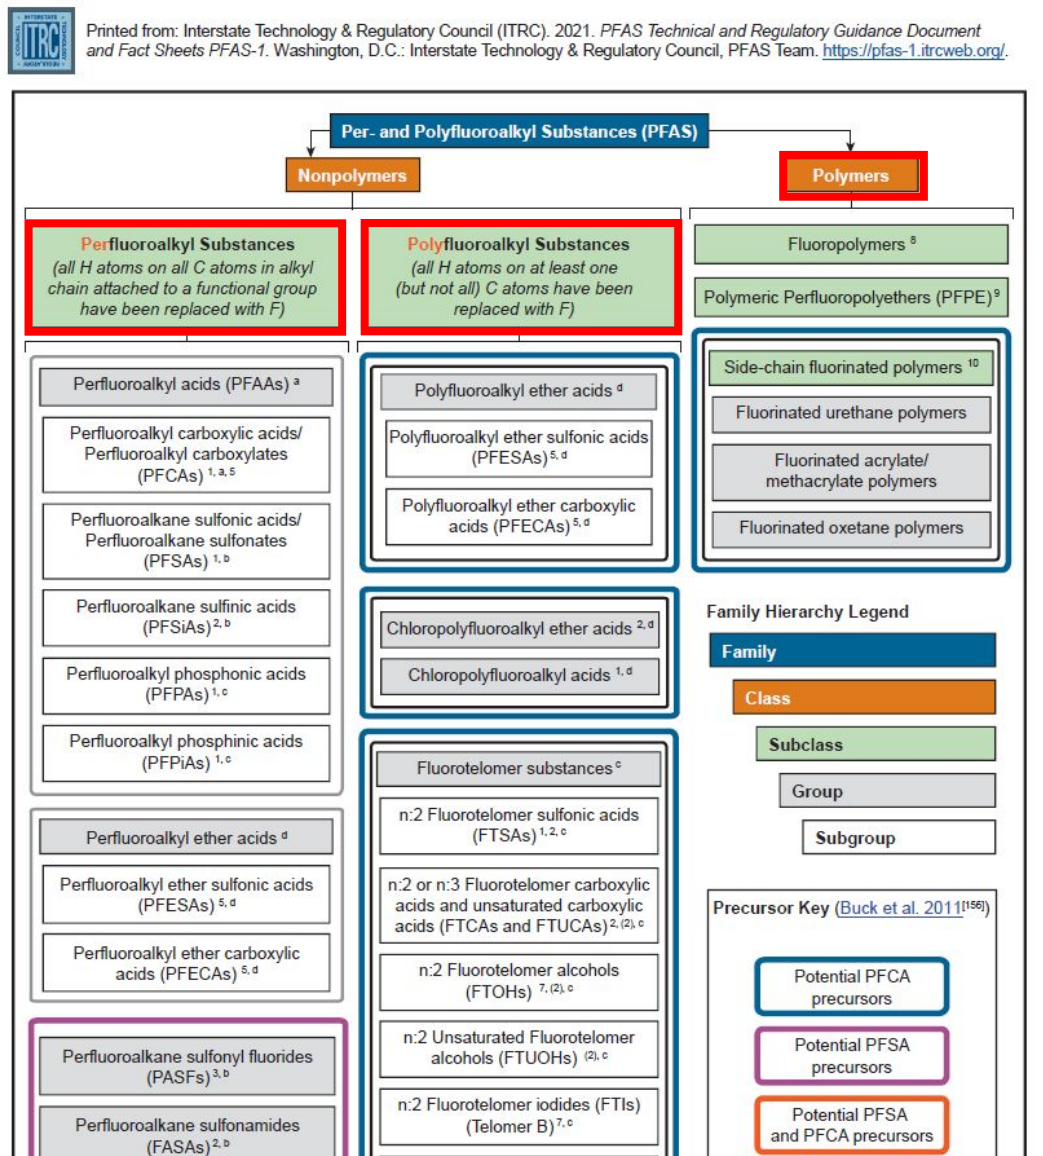 INTERSTATE
COUNCIL
ITRC
TECHNOLOGY
REGULATORY
Printed from: Interstate Technology & Regulatory Council (ITRC). 2021. PFAS Technical and Regulatory Guidance Document
and Fact Sheets PFAS-1. Washington, D.C.: Interstate Technology & Regulatory Council, PFAS Team. https://pfas-1.itrcweb.org/.
Per- and Polyfluoroalkyl Substances (PFAS)
Nonpolymers
Polymers
Perfluoroalkyl Substances
(all H atoms on all C atoms in alkyl
chain attached to a functional group
have been replaced with F)
Perfluoroalkyl acids (PFAAs) a
Perfluoroalkyl carboxylic acids/
Perfluoroalkyl carboxylates
(PFCAs) 1, a, 5
Perfluoroalkane sulfonic acids/
Perfluoroalkane sulfonates
(PFSAs) 1, b
Perfluoroalkane sulfinic acids
(PFSiAs) 2, b
Perfluoroalkyl phosphonic acids
(PFPAs) 1, c
Perfluoroalkyl phosphinic acids
(PFPiAs) 1, c
Perfluoroalkyl ether acids d
Perfluoroalkyl ether sulfonic acids
(PFESAs) 5, d
Perfluoroalkyl ether carboxylic
acids (PFECAs) 5, d
Perfluoroalkane sulfonyl fluorides
(PASFs) 3, b
Perfluoroalkane sulfonamides
(FASAs) 2, b
Polyfluoroalkyl Substances
(all H atoms on at least one
(but not all) C atoms have been
replaced with F)
Polyfluoroalkyl ether acids d
Polyfluoroalkyl ether sulfonic acids
(PFESAs) 5, d
Polyfluoroalkyl ether carboxylic
acids (PFECAs) 5, d
Chloropolyfluoroalkyl ether acids 2, d
Chloropolyfluoroalkyl acids 1, d
Fluorotelomer substances c
n:2 Fluorotelomer sulfonic acids
(FTSAs) 1, 2, c
n:2 or n:3 Fluorotelomer carboxylic
acids and unsaturated carboxylic
acids (FTCAs and FTUCAs) 2, (2), c
n:2 Fluorotelomer alcohols
(FTOHs) 7, (2), c
n:2 Unsaturated Fluorotelomer
alcohols (FTUOHs) (2), c
n:2 Fluorotelomer iodides (FTIs)
(Telomer B) 7, c
Fluoropolymers 8
Polymeric Perfluoropolyethers (PFPE) 9
Side-chain fluorinated polymers 10
Fluorinated urethane polymers
Fluorinated acrylate/
methacrylate polymers
Fluorinated oxetane polymers
Family Hierarchy Legend
Family
Class
Subclass
Group
Subgroup
Precursor Key (Buck et al. 2011[156])
Potential PFCA
precursors
Potential PFSA
precursors
Potential PFSA
and PFCA precursors